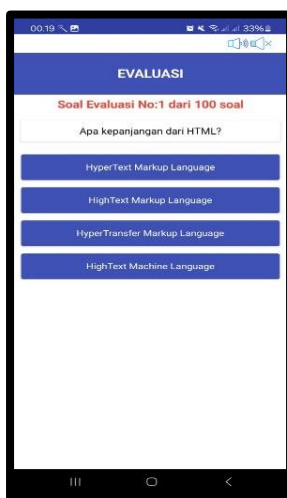 00.19 33%
EVALUASI
Soal Evaluasi No:1 dari 100 soal
Apa kepanjangan dari HTML?
HyperText Markup Language
HighText Markup Language
HyperTransfer Markup Language
HighText Machine Language